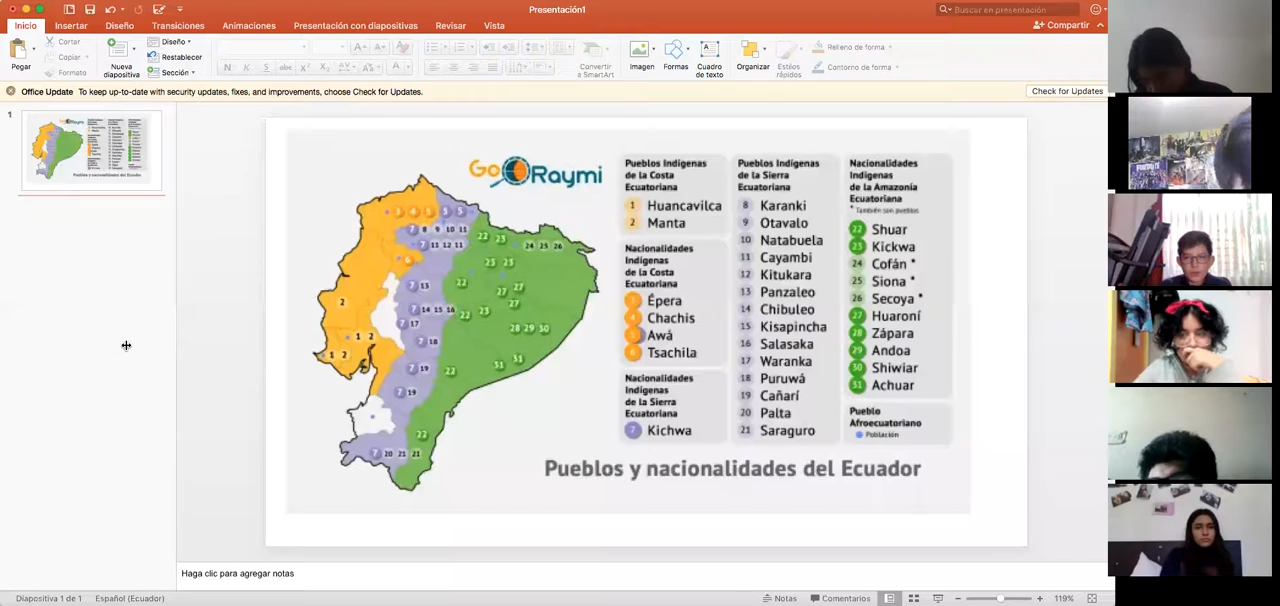 Presentación1
Buscar en presentación
Inicio
Insertar
Diseño
Transiciones
Animaciones
Presentación con diapositivas
Revisar
Vista
Compartir
Pegar
Cortar
Copiar
Formato
Nueva diapositiva
Diseño
Restablecer
Sección
Convertir a SmartArt
Imagen
Formas
Cuadro de texto
Organizar
Estilos rápidos
Relleno de forma
Contorno de forma
Office Update To keep up-to-date with security updates, fixes, and improvements, choose Check for Updates.
Check for Updates
1
Go Raymi
Pueblos Indígenas
de la Costa
Ecuatoriana
1 Huancavilca
2 Manta
Nacionalidades
Indígenas
de la Costa
Ecuatoriana
3 Épera
4 Chachis
5 Awá
6 Tsachila
Nacionalidades
Indígenas
de la Sierra
Ecuatoriana
7 Kichwa
Pueblos Indígenas
de la Sierra
Ecuatoriana
8 Karanki
9 Otavalo
10 Natabuela
11 Cayambi
12 Kitukara
13 Panzaleo
14 Chibuleo
15 Kisapincha
16 Salasaka
17 Waranka
18 Puruwá
19 Cañarí
20 Palta
21 Saraguro
Nacionalidades
Indígenas
de la Amazonía
Ecuatoriana
* También son pueblos
22 Shuar
23 Kickwa
24 Cofán *
25 Siona *
26 Secoya *
27 Huaroní
28 Zápara
29 Andoa
30 Shiwiar
31 Achuar
Pueblo
Afroecuatoriano
Población
Pueblos y nacionalidades del Ecuador
Haga clic para agregar notas
Diapositiva 1 de 1
Español (Ecuador)
Notas
Comentarios
119%